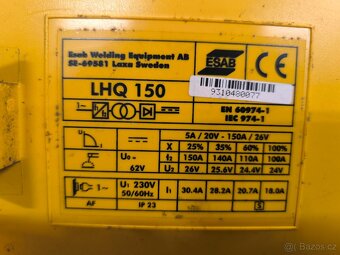 Esab Welding Equipment AB
SE-69581 Laxa Sweden
ESAB
LHQ 150
9310480077
1~
EN 60974-1
IEC 974-1
5A / 20V - 150A / 26V
X 25% 35% 60% 100%
U₀ 62V
I₂ 150A 140A 110A 100A
U₂ 26V 25.6V 24.4V 24V
1~ U₁ 230V 50/60Hz
I₁ 30.4A 28.2A 20.7A 18.0A
AF IP 23
S
bazos.cz